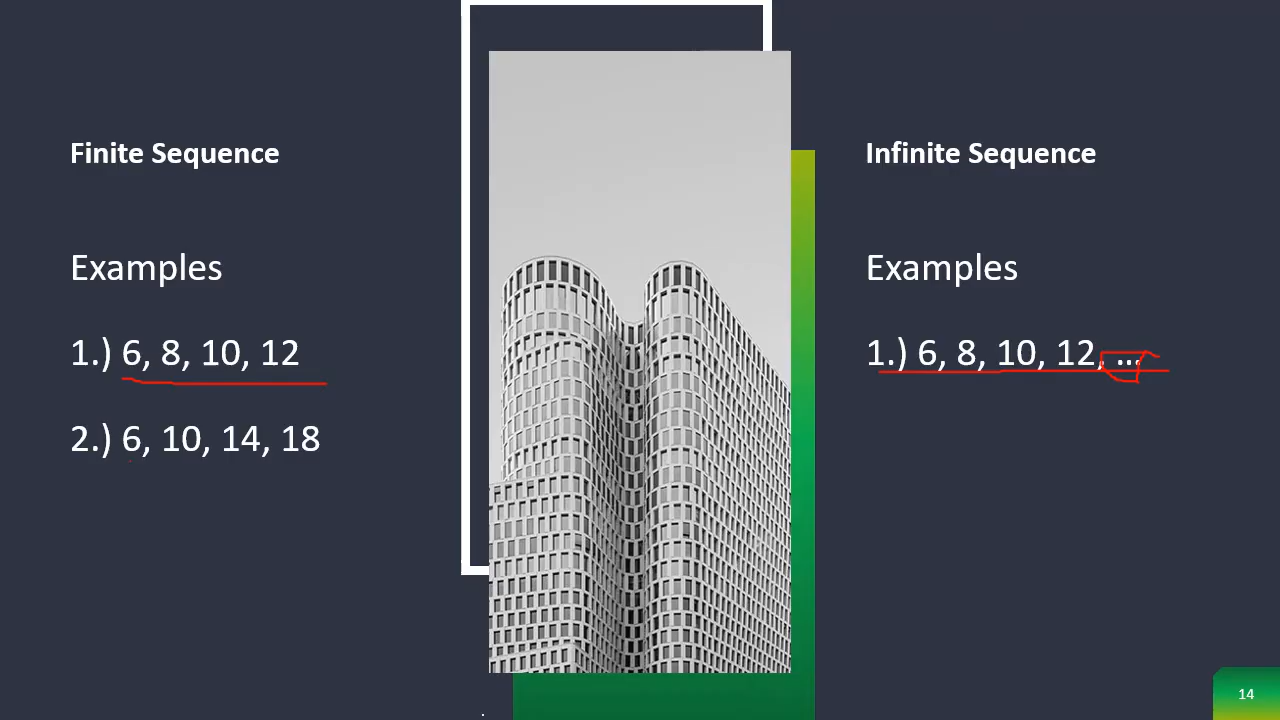 Finite Sequence
Examples
1.) 6, 8, 10, 12
2.) 6, 10, 14, 18
Infinite Sequence
Examples
1.) 6, 8, 10, 12, ...
14